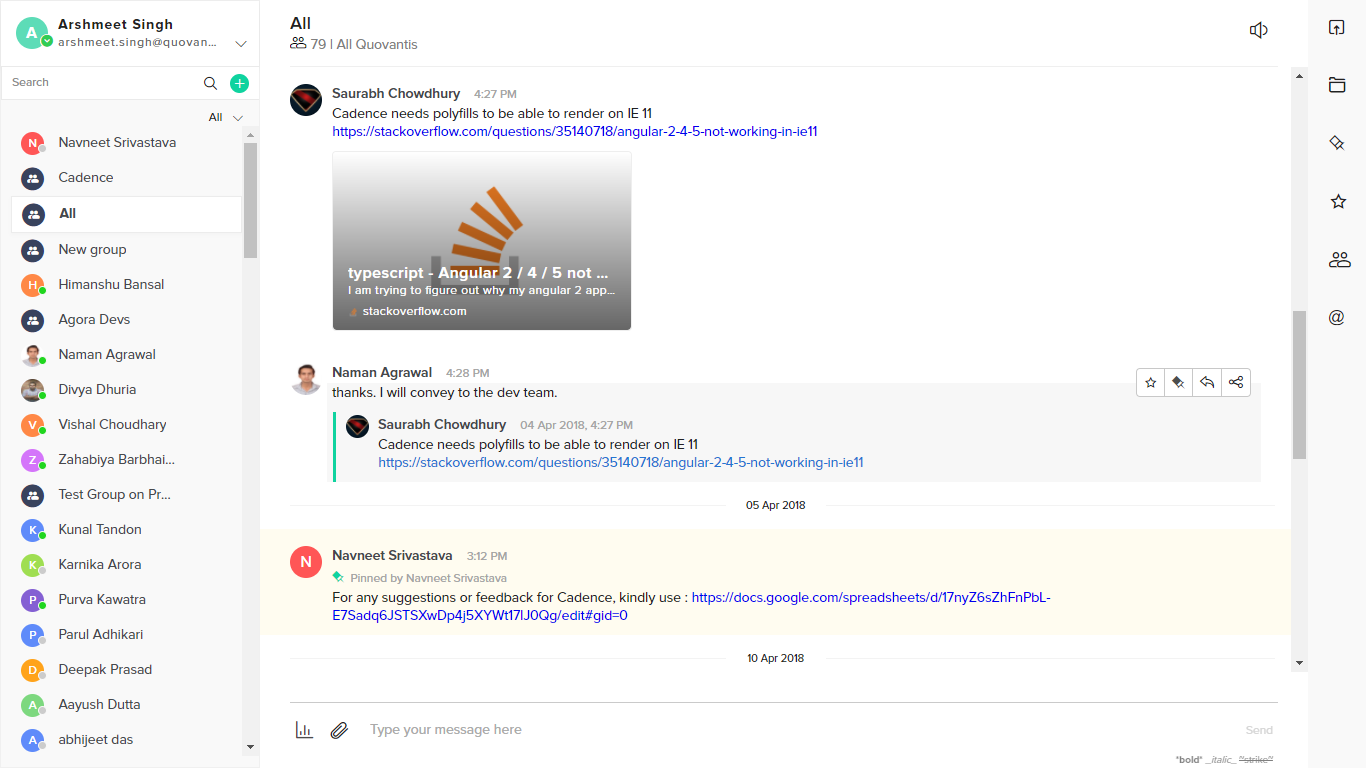 A
Arshmeet Singh
arshmeet.singh@quovan...
Search
All
N Navneet Srivastava
Cadence
All
New group
H Himanshu Bansal
Agora Devs
Naman Agrawal
Divya Dhuria
V Vishal Choudhary
Z Zahabiya Barbhai...
Test Group on Pr...
K Kunal Tandon
K Karnika Arora
P Purva Kawatra
P Parul Adhikari
D Deepak Prasad
A Aayush Dutta
A abhijeet das
All
79 | All Quovantis
Saurabh Chowdhury 4:27 PM
Cadence needs polyfills to be able to render on IE 11
https://stackoverflow.com/questions/35140718/angular-2-4-5-not-working-in-ie11
typescript - Angular 2 / 4 / 5 not ...
I am trying to figure out why my angular 2 app...
stackoverflow.com
Naman Agrawal 4:28 PM
thanks. I will convey to the dev team.
Saurabh Chowdhury 04 Apr 2018, 4:27 PM
Cadence needs polyfills to be able to render on IE 11
https://stackoverflow.com/questions/35140718/angular-2-4-5-not-working-in-ie11
05 Apr 2018
N Navneet Srivastava 3:12 PM
Pinned by Navneet Srivastava
For any suggestions or feedback for Cadence, kindly use : https://docs.google.com/spreadsheets/d/17nyZ6sZhFnPbL-
E7Sadq6JSTSXwDp4j5XYWt17lJ0Qg/edit#gid=0
10 Apr 2018
Type your message here
Send
*bold* _italic_ ~strike~
@